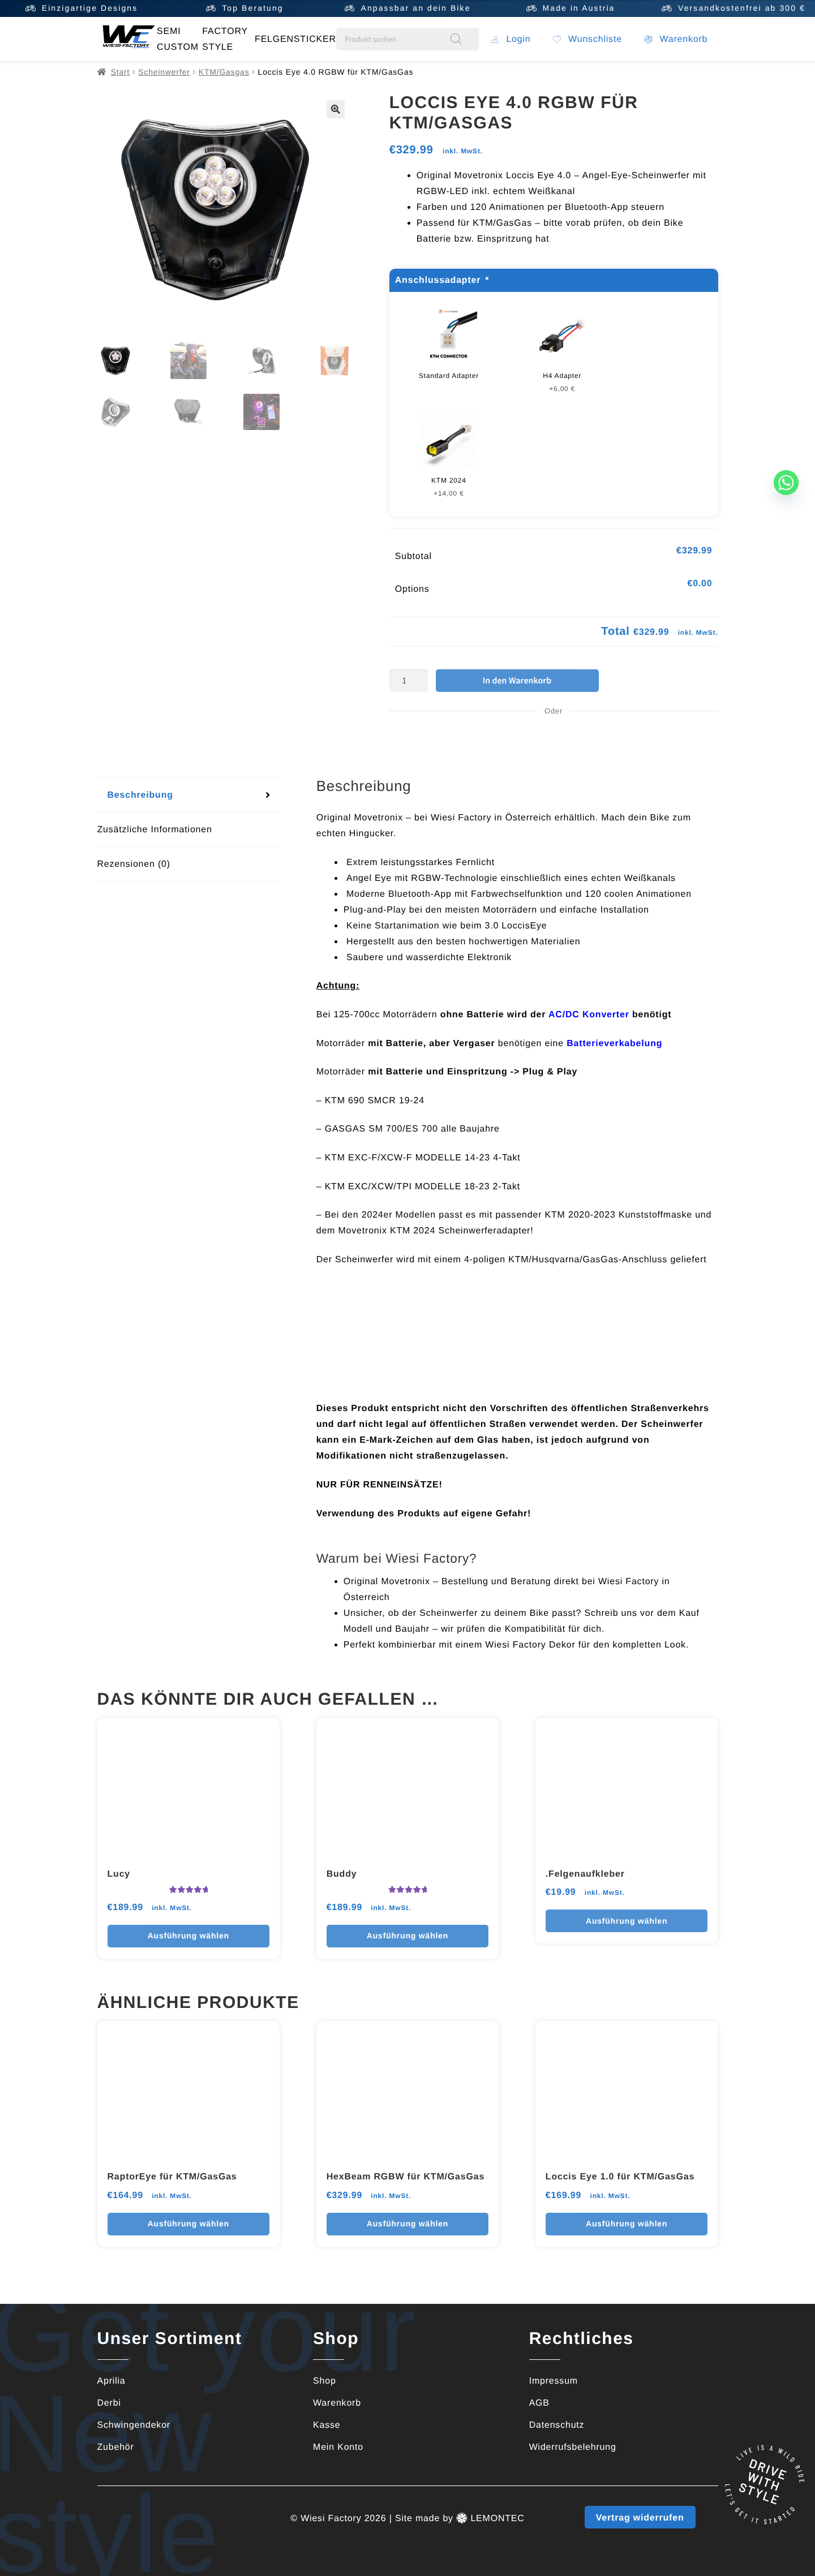 Einzigartige Designs
Top Beratung
Anpassbar an dein Bike
Made in Austria
Versandkostenfrei ab 300 €
WF
WIESI-FACTORY
SEMI CUSTOM
FACTORY STYLE
FELGENSTICKER
Produkt suchen
Login
Wunschliste
Warenkorb
Start › Scheinwerfer › KTM/Gasgas › Loccis Eye 4.0 RGBW für KTM/GasGas
LOCCIS EYE 4.0 RGBW FÜR
KTM/GASGAS
€329.99 inkl. MwSt.
Original Movetronix Loccis Eye 4.0 – Angel-Eye-Scheinwerfer mit
RGBW-LED inkl. echtem Weißkanal
Farben und 120 Animationen per Bluetooth-App steuern
Passend für KTM/GasGas – bitte vorab prüfen, ob dein Bike
Batterie bzw. Einspritzung hat
Anschlussadapter *
KTM CONNECTOR
Standard Adapter
H4 Adapter
+6,00 €
KTM 2024
+14,00 €
Subtotal
€329.99
Options
€0.00
Total €329.99 inkl. MwSt.
1
In den Warenkorb
Oder
Beschreibung
Zusätzliche Informationen
Rezensionen (0)
Beschreibung
Original Movetronix – bei Wiesi Factory in Österreich erhältlich. Mach dein Bike zum
echten Hingucker.
Extrem leistungsstarkes Fernlicht
Angel Eye mit RGBW-Technologie einschließlich eines echten Weißkanals
Moderne Bluetooth-App mit Farbwechselfunktion und 120 coolen Animationen
Plug-and-Play bei den meisten Motorrädern und einfache Installation
Keine Startanimation wie beim 3.0 LoccisEye
Hergestellt aus den besten hochwertigen Materialien
Saubere und wasserdichte Elektronik
Achtung:
Bei 125-700cc Motorrädern ohne Batterie wird der AC/DC Konverter benötigt
Motorräder mit Batterie, aber Vergaser benötigen eine Batterieverkabelung
Motorräder mit Batterie und Einspritzung -> Plug & Play
– KTM 690 SMCR 19-24
– GASGAS SM 700/ES 700 alle Baujahre
– KTM EXC-F/XCW-F MODELLE 14-23 4-Takt
– KTM EXC/XCW/TPI MODELLE 18-23 2-Takt
– Bei den 2024er Modellen passt es mit passender KTM 2020-2023 Kunststoffmaske und
dem Movetronix KTM 2024 Scheinwerferadapter!
Der Scheinwerfer wird mit einem 4-poligen KTM/Husqvarna/GasGas-Anschluss geliefert
Dieses Produkt entspricht nicht den Vorschriften des öffentlichen Straßenverkehrs
und darf nicht legal auf öffentlichen Straßen verwendet werden. Der Scheinwerfer
kann ein E-Mark-Zeichen auf dem Glas haben, ist jedoch aufgrund von
Modifikationen nicht straßenzugelassen.
NUR FÜR RENNEINSÄTZE!
Verwendung des Produkts auf eigene Gefahr!
Warum bei Wiesi Factory?
Original Movetronix – Bestellung und Beratung direkt bei Wiesi Factory in
Österreich
Unsicher, ob der Scheinwerfer zu deinem Bike passt? Schreib uns vor dem Kauf
Modell und Baujahr – wir prüfen die Kompatibilität für dich.
Perfekt kombinierbar mit einem Wiesi Factory Dekor für den kompletten Look.
DAS KÖNNTE DIR AUCH GEFALLEN …
Lucy
€189.99 inkl. MwSt.
Ausführung wählen
Buddy
€189.99 inkl. MwSt.
Ausführung wählen
.Felgenaufkleber
€19.99 inkl. MwSt.
Ausführung wählen
ÄHNLICHE PRODUKTE
RaptorEye für KTM/GasGas
€164.99 inkl. MwSt.
Ausführung wählen
HexBeam RGBW für KTM/GasGas
€329.99 inkl. MwSt.
Ausführung wählen
Loccis Eye 1.0 für KTM/GasGas
€169.99 inkl. MwSt.
Ausführung wählen
Get your
New
style
Unser Sortiment
Aprilia
Derbi
Schwingendekor
Zubehör
Shop
Shop
Warenkorb
Kasse
Mein Konto
Rechtliches
Impressum
AGB
Datenschutz
Widerrufsbelehrung
LIVE IS A WILD RIDE
DRIVE
WITH
STYLE
LET'S GET IT STARTED
© Wiesi Factory 2026 | Site made by LEMONTEC
Vertrag widerrufen